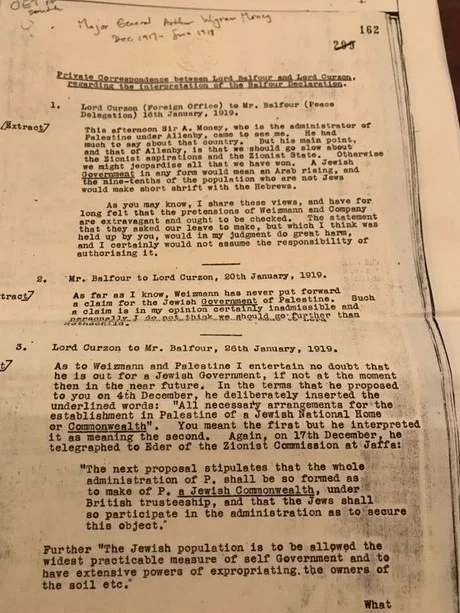 Major General Arthur Wigram Money
Dec 1917 - June 1918
162
Private Correspondence between Lord Balfour and Lord Curzon,
regarding the interpretation of the Balfour Declaration.
1. Lord Curzon (Foreign Office) to Mr. Balfour (Peace
Delegation) 16th January, 1919.
/Extract/
This afternoon Sir A. Money, who is the administrator of
Palestine under Allenby, came to see me. He had
much to say about that country. But his main point,
and that of Allenby, is that we should go slow about
the Zionist aspirations and the Zionist State. Otherwise
we might jeopardise all that we have won. A Jewish
Government in any form would mean an Arab rising, and
the nine-tenths of the population who are not Jews
would make short shrift with the Hebrews.
As you may know, I share these views, and have for
long felt that the pretensions of Weizmann and Company
are extravagant and ought to be checked. The statement
that they asked our leave to make, but which I think was
held up by you, would in my judgment do great harm,
and I certainly would not assume the responsibility of
authorising it.
2. Mr. Balfour to Lord Curzon, 20th January, 1919.
tract/
As far as I know, Weizmann has never put forward
a claim for the Jewish Government of Palestine. Such
a claim is in my opinion certainly inadmissible and
personally I do not think we should go further than
3. Lord Curzon to Mr. Balfour, 26th January, 1919.
t/
As to Weizmann and Palestine I entertain no doubt that
he is out for a Jewish Government, if not at the moment
then in the near future. In the terms that he proposed
to you on 4th December, he deliberately inserted the
underlined words: "All necessary arrangements for the
establishment in Palestine of a Jewish National Home
or Commonwealth". You meant the first but he interpreted
it as meaning the second. Again, on 17th December, he
telegraphed to Eder of the Zionist Commission at Jaffa:
"The next proposal stipulates that the whole
administration of P. shall be so formed as
to make of P. a Jewish Commonwealth, under
British trusteeship, and that the Jews shall
so participate in the administration as to secure
this object."
Further "The Jewish population is to be allowed the
widest practicable measure of self Government and to
have extensive powers of expropriating the owners of
the soil etc."
What